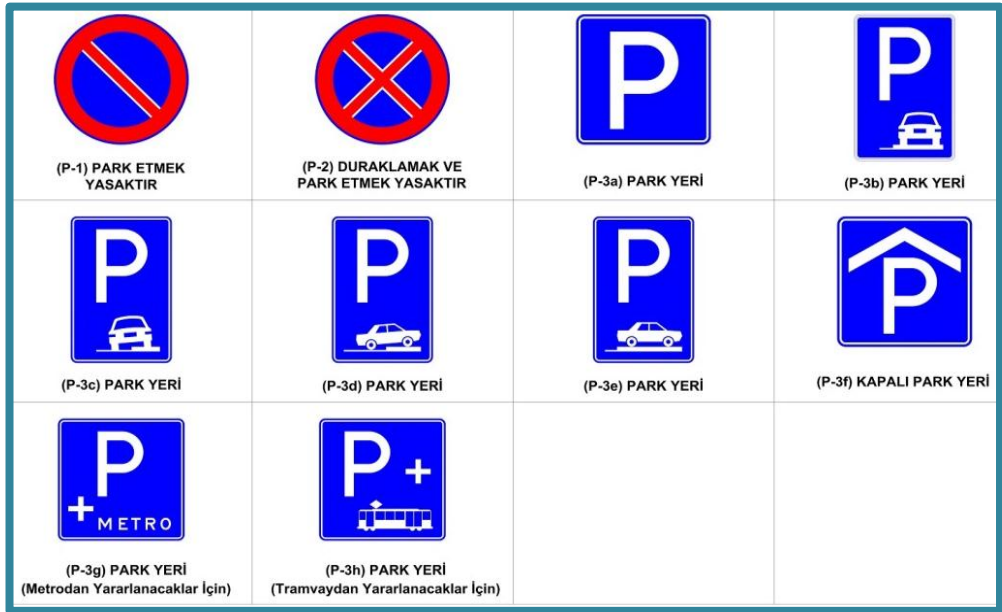 (P-1) PARK ETMEK
YASAKTIR
(P-2) DURAKLAMAK VE
PARK ETMEK YASAKTIR
P
(P-3a) PARK YERİ
P
(P-3b) PARK YERİ
P
(P-3c) PARK YERİ
P
(P-3d) PARK YERİ
P
(P-3e) PARK YERİ
P
(P-3f) KAPALI PARK YERİ
P
+ METRO
(P-3g) PARK YERİ
(Metrodan Yararlanacaklar İçin)
P +
(P-3h) PARK YERİ
(Tramvaydan Yararlanacaklar İçin)